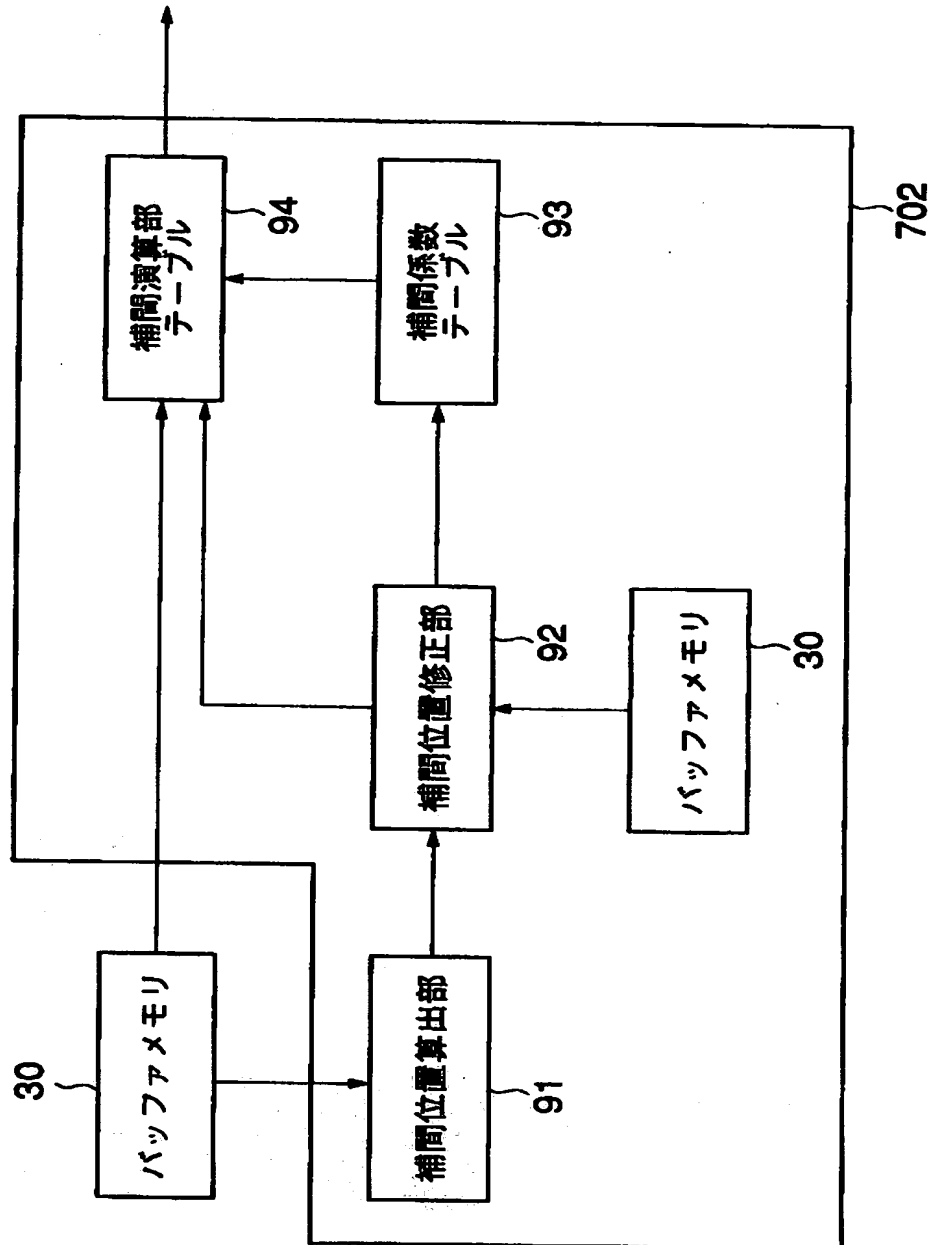 30
バッファメモリ
補間演算部
テーブル
94
補間位置算出部
91
補間位置修正部
92
補間係数
テーブル
93
バッファメモリ
30
702